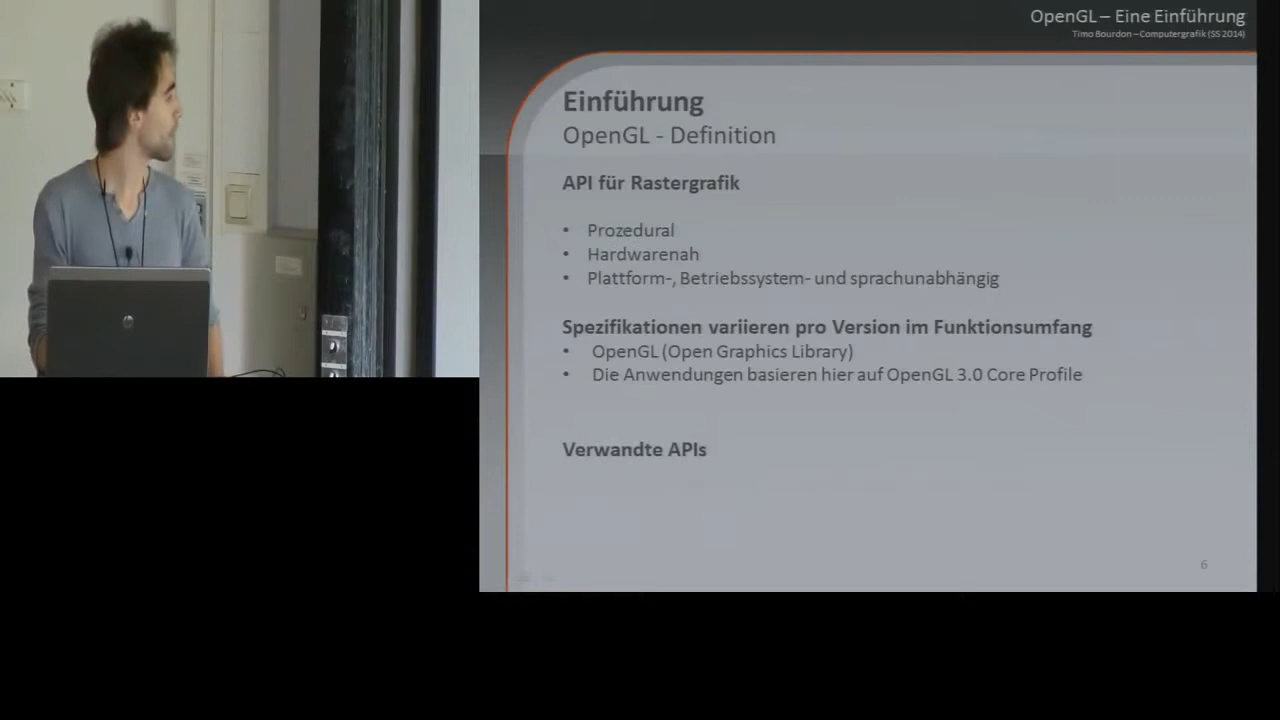 OpenGL – Eine Einführung
Timo Bourdon – Computergrafik (SS 2014)
Einführung
OpenGL - Definition
API für Rastergrafik
• Prozedural
• Hardwarenah
• Plattform-, Betriebssystem- und sprachunabhängig
Spezifikationen variieren pro Version im Funktionsumfang
• OpenGL (Open Graphics Library)
• Die Anwendungen basieren hier auf OpenGL 3.0 Core Profile
Verwandte APIs
6
hp